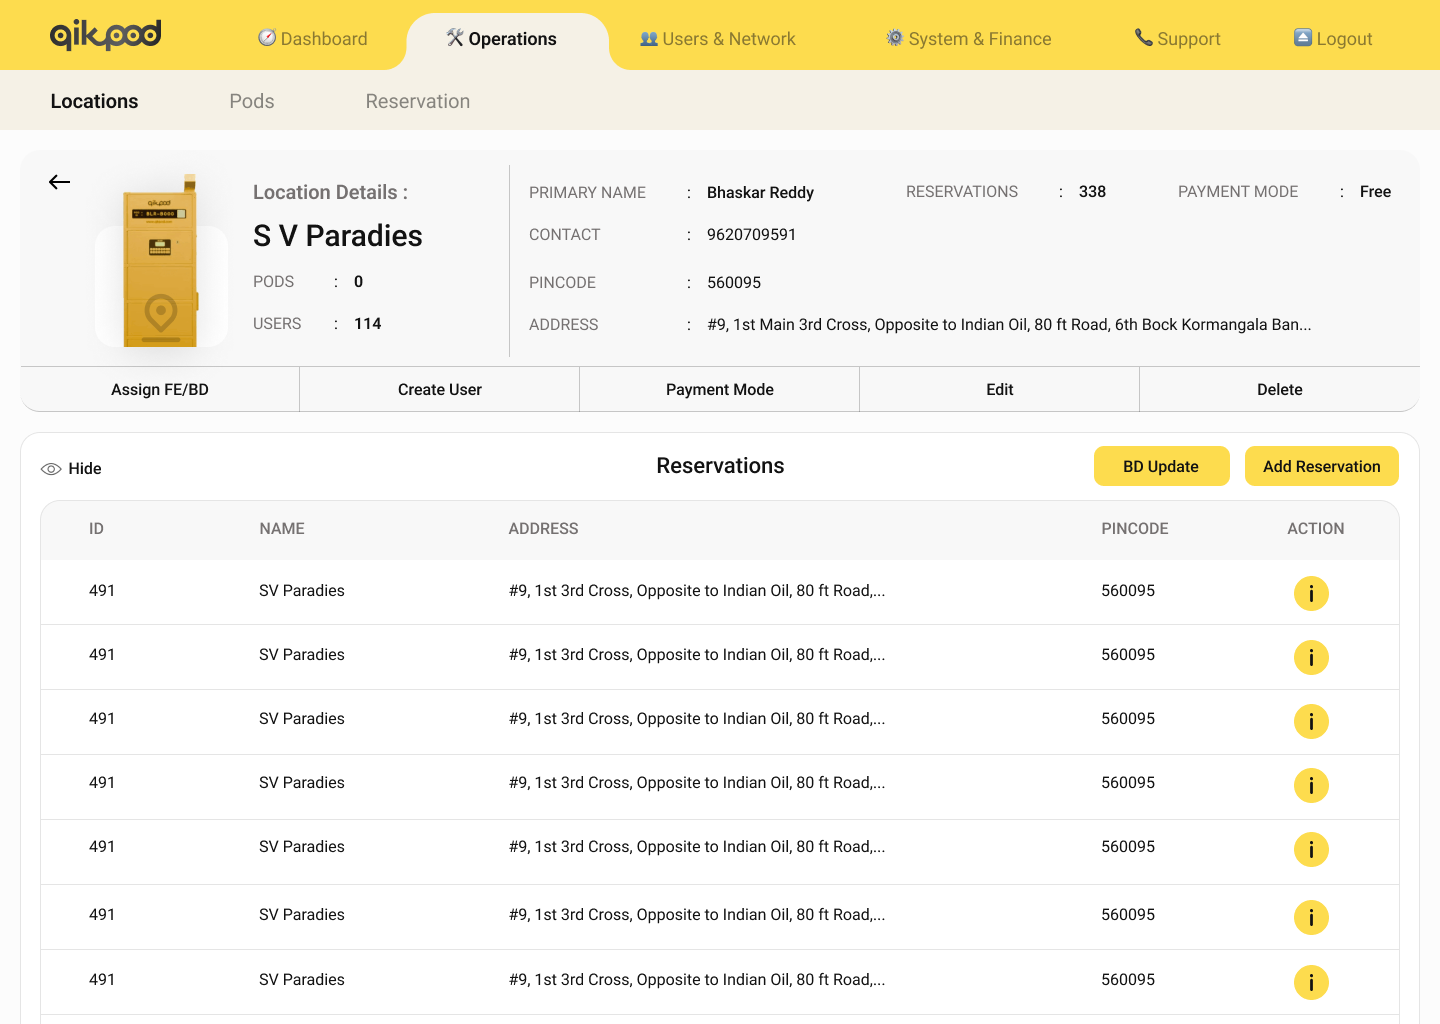 qikpod
Dashboard
Operations
Users & Network
System & Finance
Support
Logout
Locations
Pods
Reservation
Location Details :
S V Paradies
PODS : 0
USERS : 114
PRIMARY NAME : Bhaskar Reddy
RESERVATIONS : 338
PAYMENT MODE : Free
CONTACT : 9620709591
PINCODE : 560095
ADDRESS : #9, 1st Main 3rd Cross, Opposite to Indian Oil, 80 ft Road, 6th Bock Kormangala Ban...
Assign FE/BD
Create User
Payment Mode
Edit
Delete
Hide
Reservations
BD Update
Add Reservation
ID NAME ADDRESS PINCODE ACTION
491 SV Paradies #9, 1st 3rd Cross, Opposite to Indian Oil, 80 ft Road,... 560095 i
491 SV Paradies #9, 1st 3rd Cross, Opposite to Indian Oil, 80 ft Road,... 560095 i
491 SV Paradies #9, 1st 3rd Cross, Opposite to Indian Oil, 80 ft Road,... 560095 i
491 SV Paradies #9, 1st 3rd Cross, Opposite to Indian Oil, 80 ft Road,... 560095 i
491 SV Paradies #9, 1st 3rd Cross, Opposite to Indian Oil, 80 ft Road,... 560095 i
491 SV Paradies #9, 1st 3rd Cross, Opposite to Indian Oil, 80 ft Road,... 560095 i
491 SV Paradies #9, 1st 3rd Cross, Opposite to Indian Oil, 80 ft Road,... 560095 i